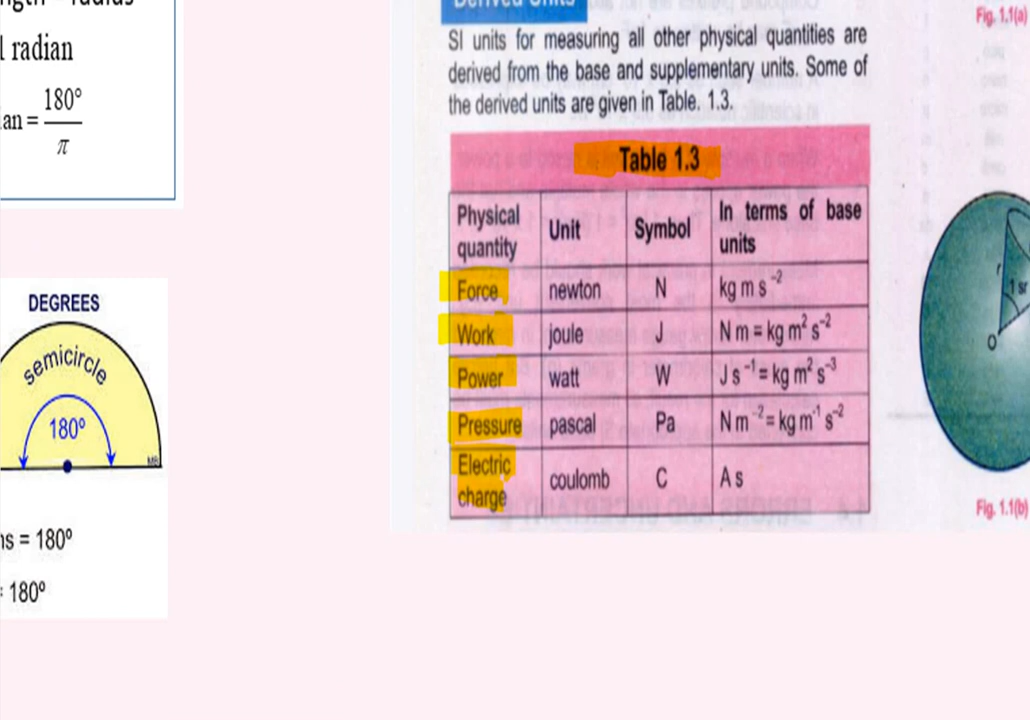 radian
180°
an =
π
DEGREES
semicircle
180º
= 180º
= 180º
Derived Units
SI units for measuring all other physical quantities are
derived from the base and supplementary units. Some of
the derived units are given in Table. 1.3.
Table 1.3
Physical quantity Unit Symbol In terms of base units
Force newton N kg m s⁻²
Work joule J N m = kg m² s⁻²
Power watt W J s⁻¹ = kg m² s⁻³
Pressure pascal Pa N m⁻² = kg m⁻¹ s⁻²
Electric charge coulomb C A s
Fig. 1.1(a)
r
1 sr
O
Fig. 1.1(b)